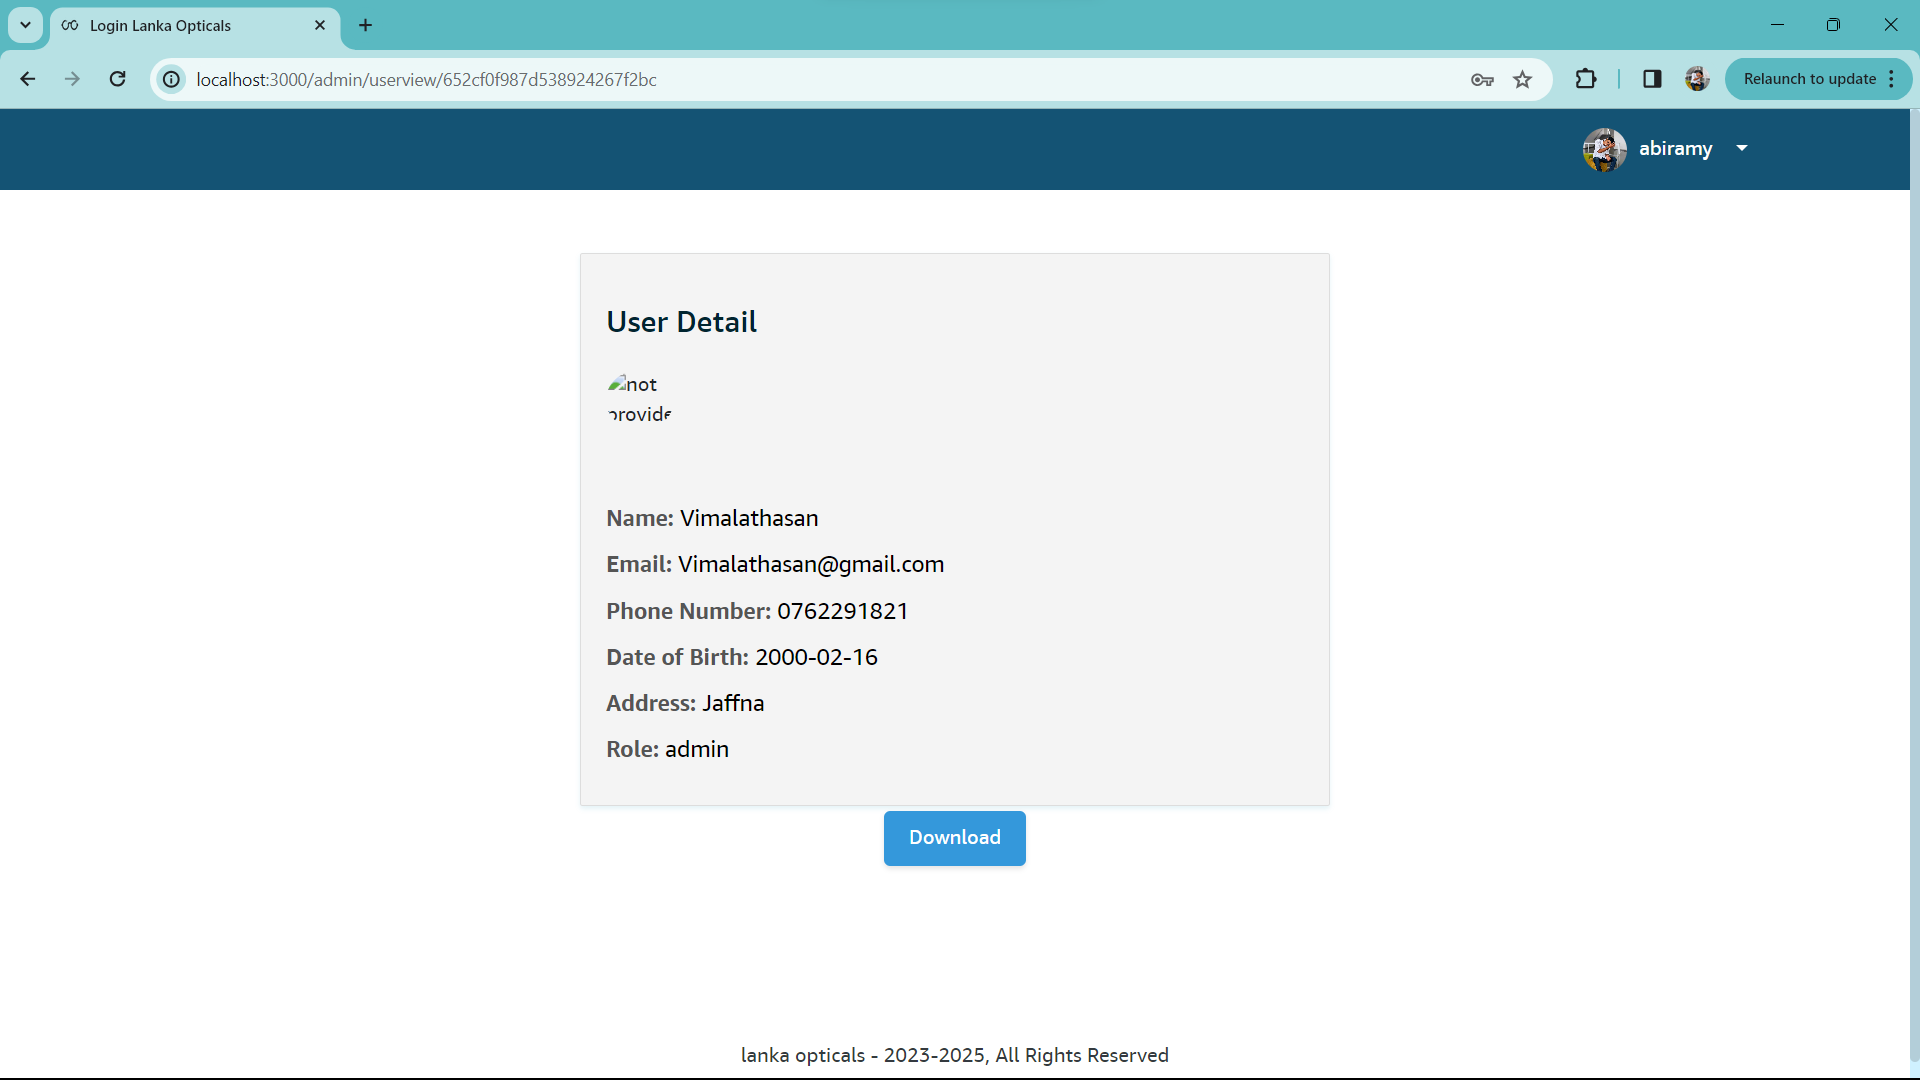 Login Lanka Opticals
localhost:3000/admin/userview/652cf0f987d538924267f2bc
Relaunch to update
abiramy
User Detail
not
provide
Name: Vimalathasan
Email: Vimalathasan@gmail.com
Phone Number: 0762291821
Date of Birth: 2000-02-16
Address: Jaffna
Role: admin
Download
lanka opticals - 2023-2025, All Rights Reserved